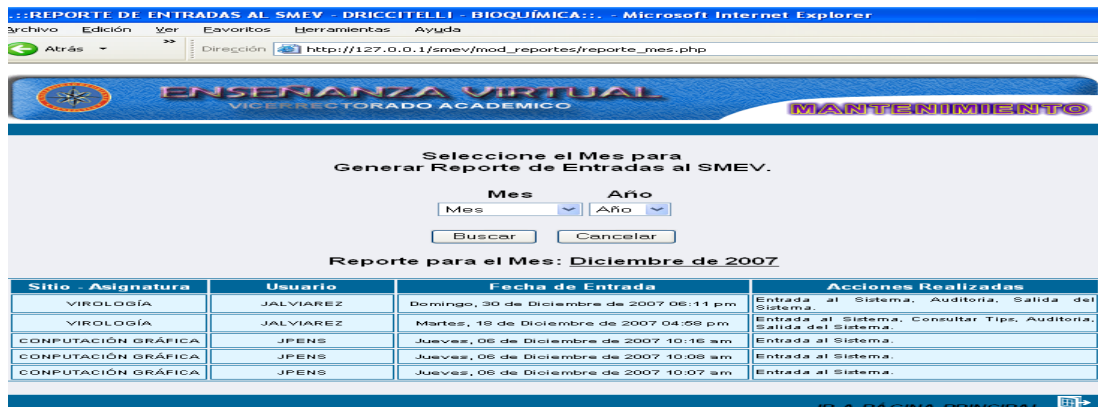 .::REPORTE DE ENTRADAS AL SMEV - DRICCITELLI - BIOQUÍMICA::. - Microsoft Internet Explorer
Archivo Edición Ver Favoritos Herramientas Ayuda
Atrás » Dirección http://127.0.0.1/smev/mod_reportes/reporte_mes.php
ENSEÑANZA VIRTUAL
VICERRECTORADO ACADEMICO
MANTENIMIENTO
Seleccione el Mes para
Generar Reporte de Entradas al SMEV.
Mes Año
Mes Año
Buscar Cancelar
Reporte para el Mes: Diciembre de 2007
Sitio - Asignatura Usuario Fecha de Entrada Acciones Realizadas
VIROLOGÍA JALVIAREZ Domingo, 30 de Diciembre de 2007 06:11 pm Entrada al Sistema, Auditoria, Salida del
Sistema.
VIROLOGÍA JALVIAREZ Martes, 18 de Diciembre de 2007 04:58 pm Entrada al Sistema, Consultar Tips, Auditoria,
Salida del Sistema.
CONPUTACIÓN GRÁFICA JPENS Jueves, 06 de Diciembre de 2007 10:16 am Entrada al Sistema.
CONPUTACIÓN GRÁFICA JPENS Jueves, 06 de Diciembre de 2007 10:08 am Entrada al Sistema.
CONPUTACIÓN GRÁFICA JPENS Jueves, 06 de Diciembre de 2007 10:07 am Entrada al Sistema.
IR A PÁGINA PRINCIPAL